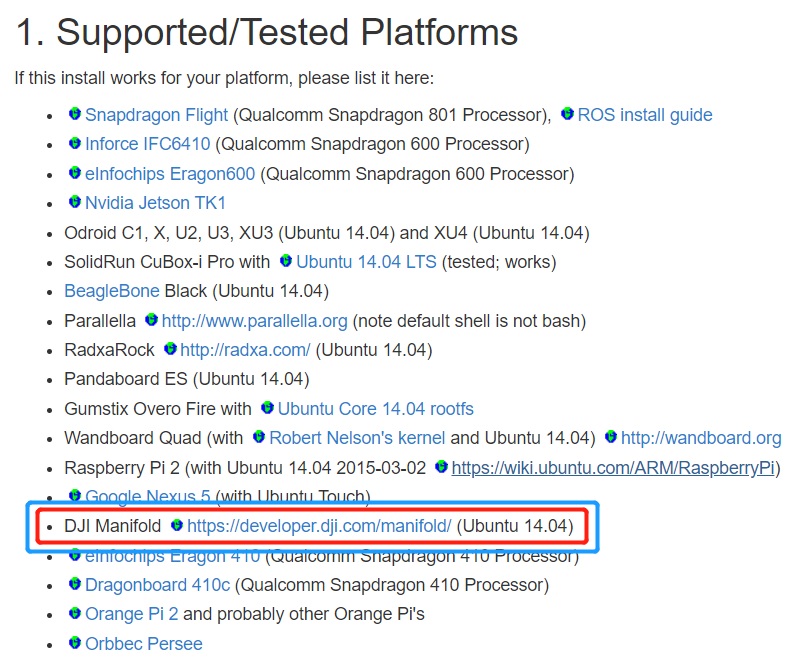 1. Supported/Tested Platforms
If this install works for your platform, please list it here:
Snapdragon Flight (Qualcomm Snapdragon 801 Processor), ROS install guide
Inforce IFC6410 (Qualcomm Snapdragon 600 Processor)
eInfochips Eragon600 (Qualcomm Snapdragon 600 Processor)
Nvidia Jetson TK1
Odroid C1, X, U2, U3, XU3 (Ubuntu 14.04) and XU4 (Ubuntu 14.04)
SolidRun CuBox-i Pro with Ubuntu 14.04 LTS (tested; works)
BeagleBone Black (Ubuntu 14.04)
Parallella http://www.parallella.org (note default shell is not bash)
RadxaRock http://radxa.com/ (Ubuntu 14.04)
Pandaboard ES (Ubuntu 14.04)
Gumstix Overo Fire with Ubuntu Core 14.04 rootfs
Wandboard Quad (with Robert Nelson's kernel and Ubuntu 14.04) http://wandboard.org
Raspberry Pi 2 (with Ubuntu 14.04 2015-03-02 https://wiki.ubuntu.com/ARM/RaspberryPi)
Google Nexus 5 (with Ubuntu Touch)
DJI Manifold https://developer.dji.com/manifold/ (Ubuntu 14.04)
eInfochips Eragon 410 (Qualcomm Snapdragon 410 Processor)
Dragonboard 410c (Qualcomm Snapdragon 410 Processor)
Orange Pi 2 and probably other Orange Pi's
Orbbec Persee